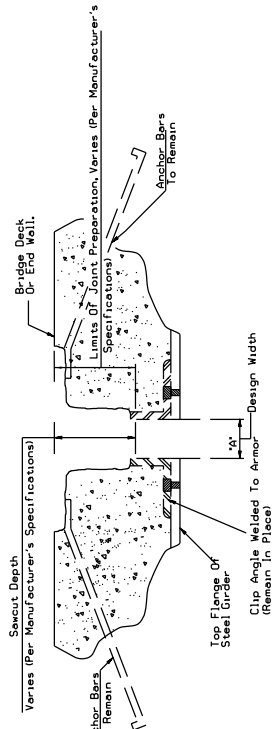 Sawcut Depth
Varies (Per Manufacturer's Specifications)
Bridge Deck
Or End Wall.
Limits Of Joint Preparation, Varies (Per Manufacturer's
Specifications)
Anchor Bars
To Remain
chor Bars
Remain
Top Flange Of
Steel Girder
Clip Angle Welded To Armor
(Remain In Place)
"A"
Design Width